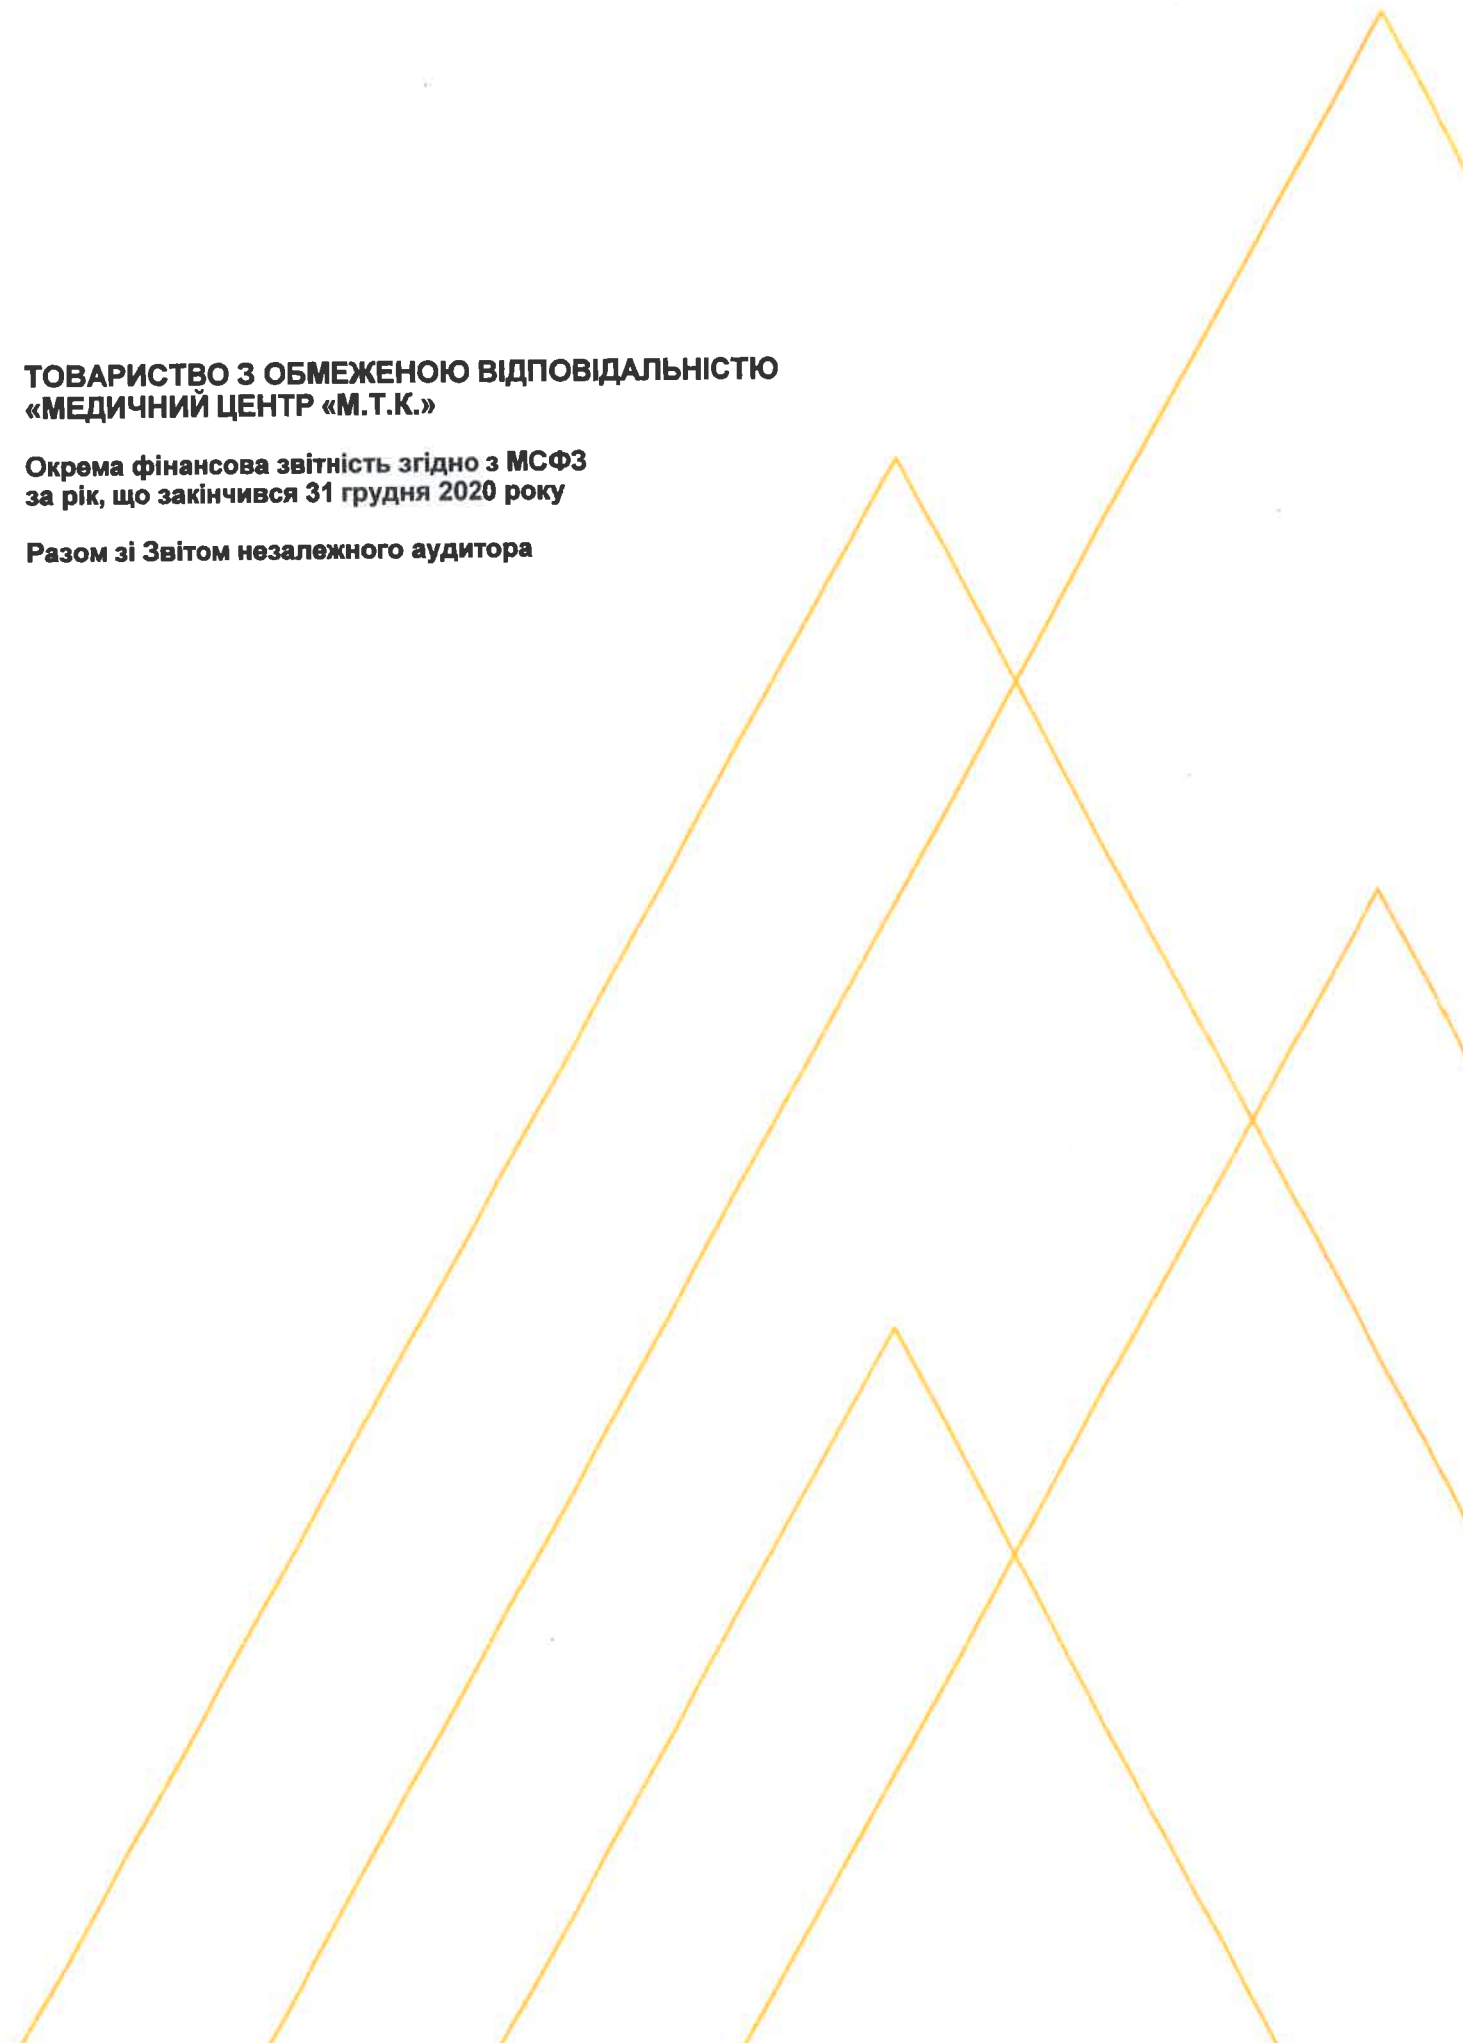 ТОВАРИСТВО З ОБМЕЖЕНОЮ ВІДПОВІДАЛЬНІСТЮ
«МЕДИЧНИЙ ЦЕНТР «М.Т.К.»
Окрема фінансова звітність згідно з МСФЗ
за рік, що закінчився 31 грудня 2020 року
Разом зі Звітом незалежного аудитора